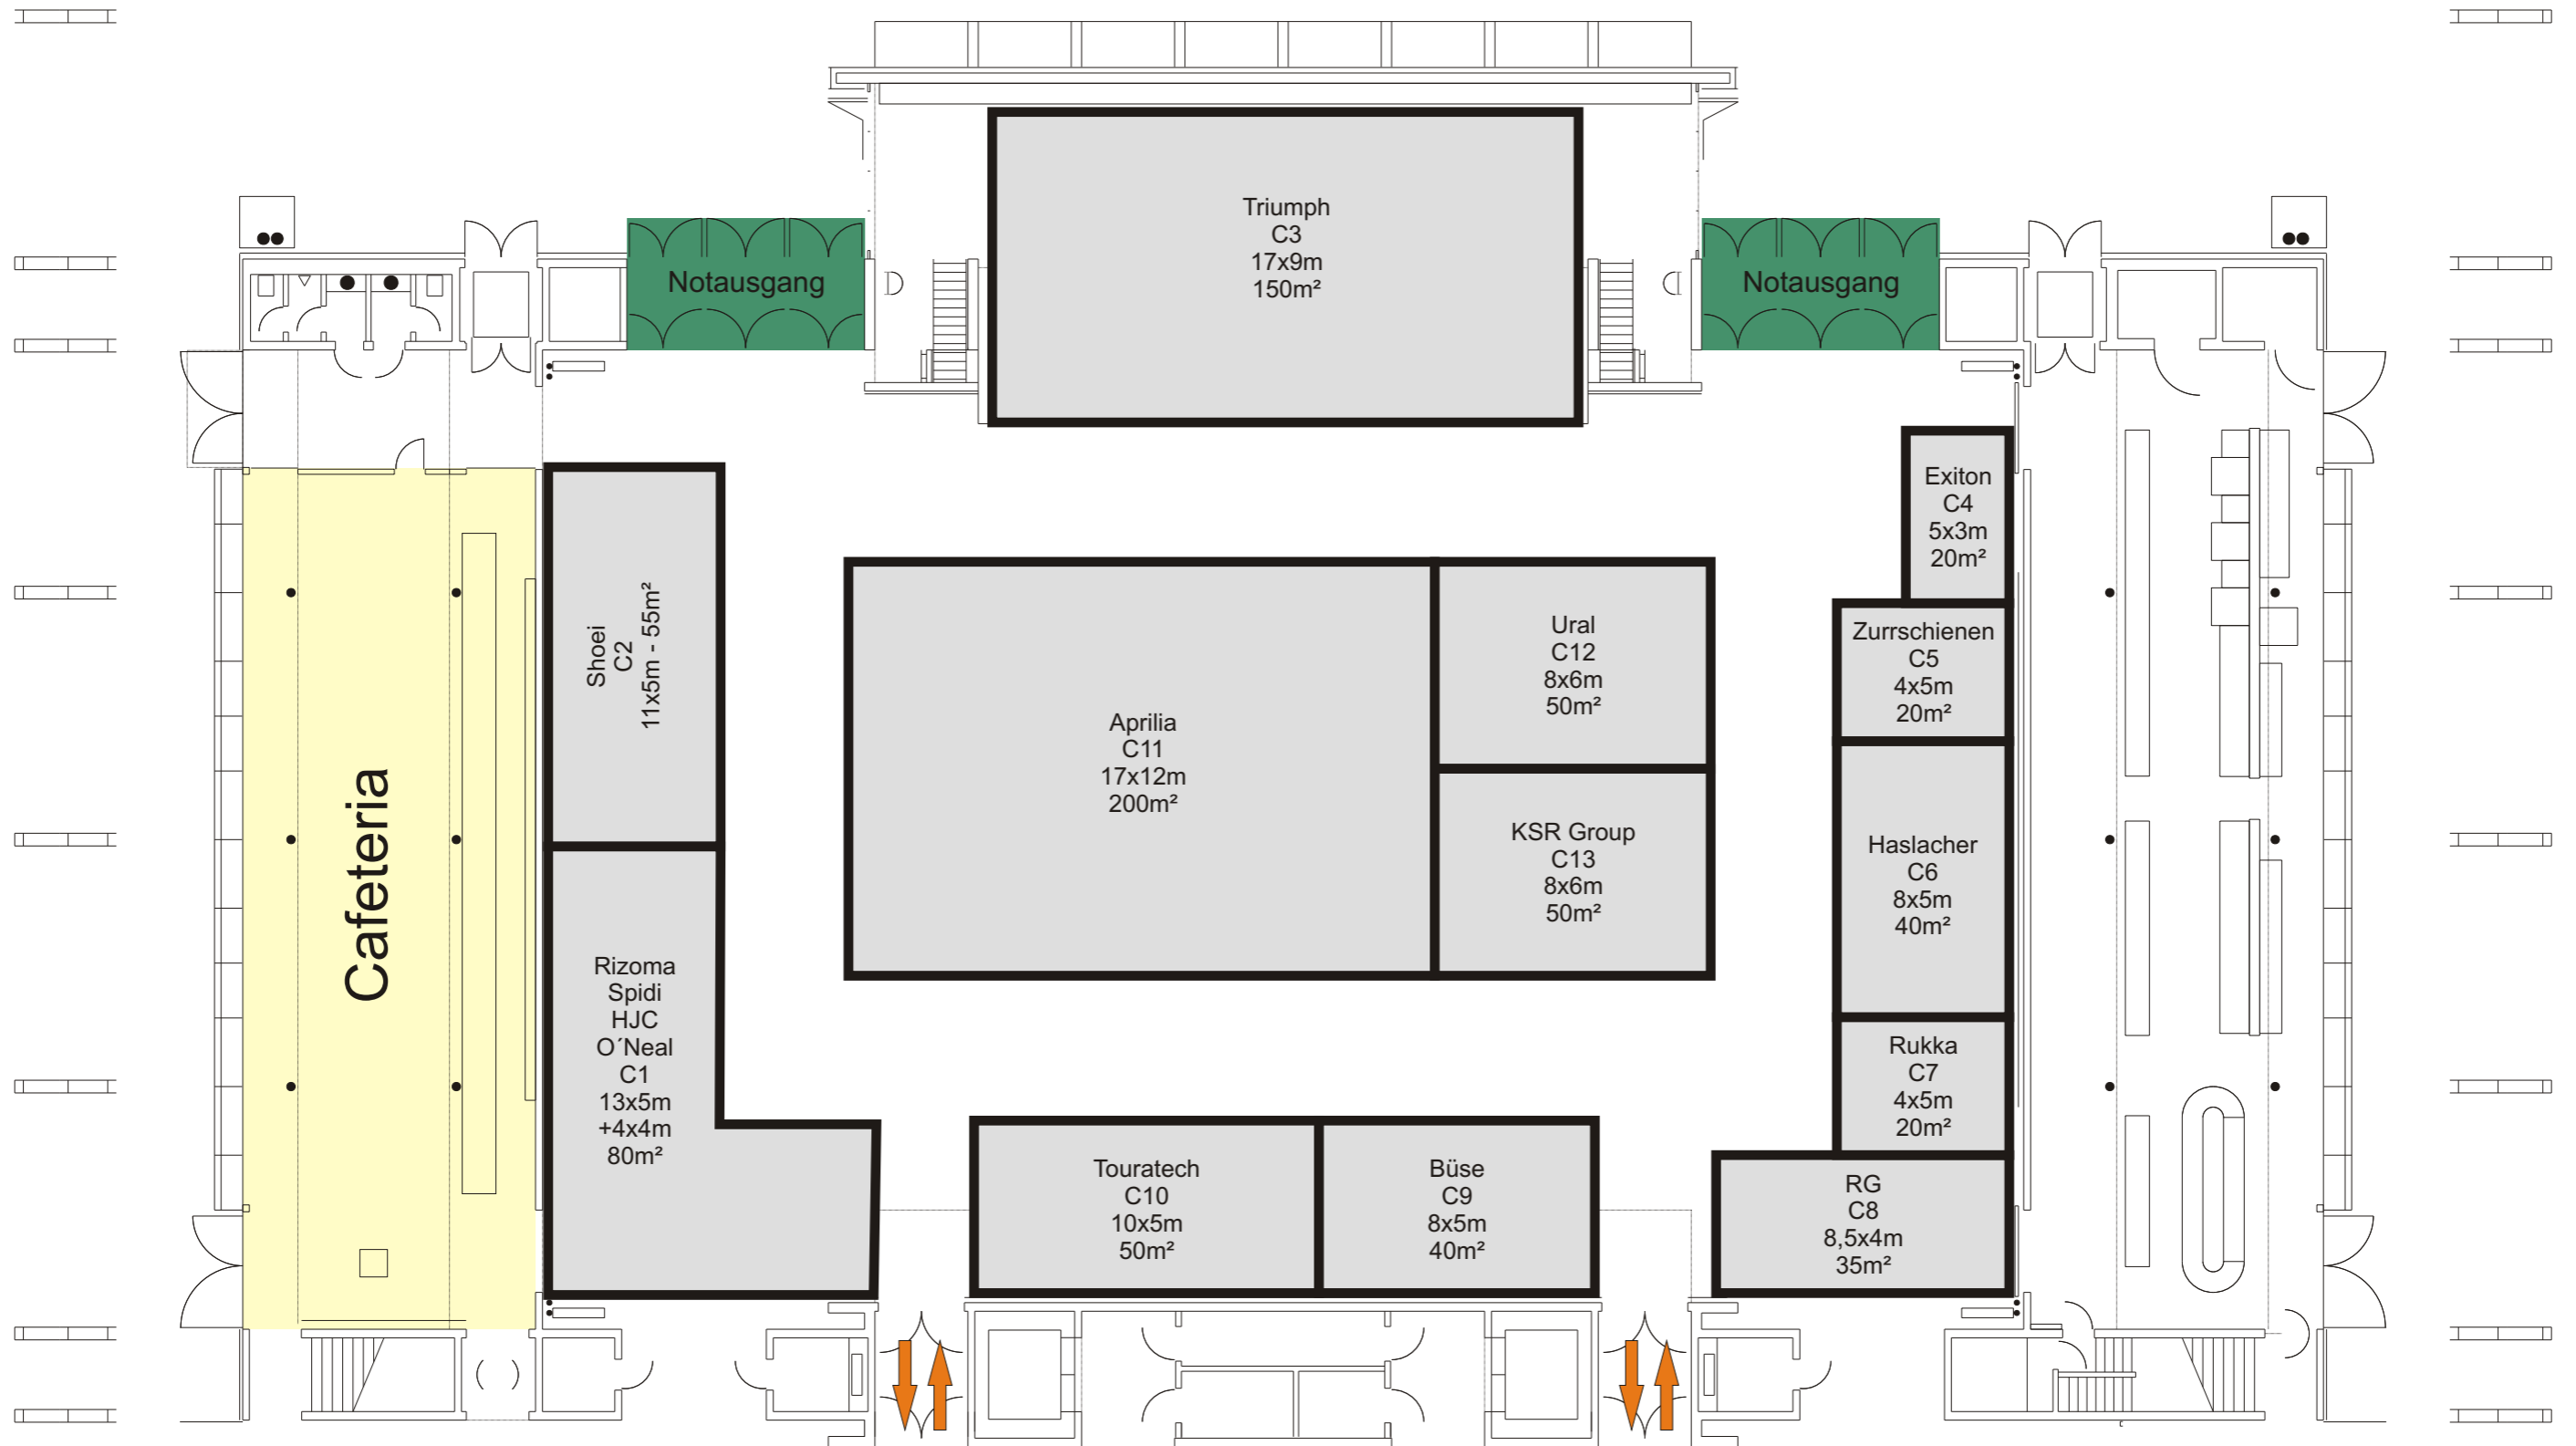 Triumph
C3
17x9m
150m²
Notausgang
Notausgang
Exiton
C4
5x3m
20m²
Shoei
C2
11x5m - 55m²
Zurrschienen
C5
4x5m
20m²
Ural
C12
8x6m
50m²
Aprilia
C11
17x12m
200m²
Cafeteria
KSR Group
C13
8x6m
50m²
Haslacher
C6
8x5m
40m²
Rizoma
Spidi
HJC
O´Neal
C1
13x5m
+4x4m
80m²
Rukka
C7
4x5m
20m²
Touratech
C10
10x5m
50m²
Büse
C9
8x5m
40m²
RG
C8
8,5x4m
35m²